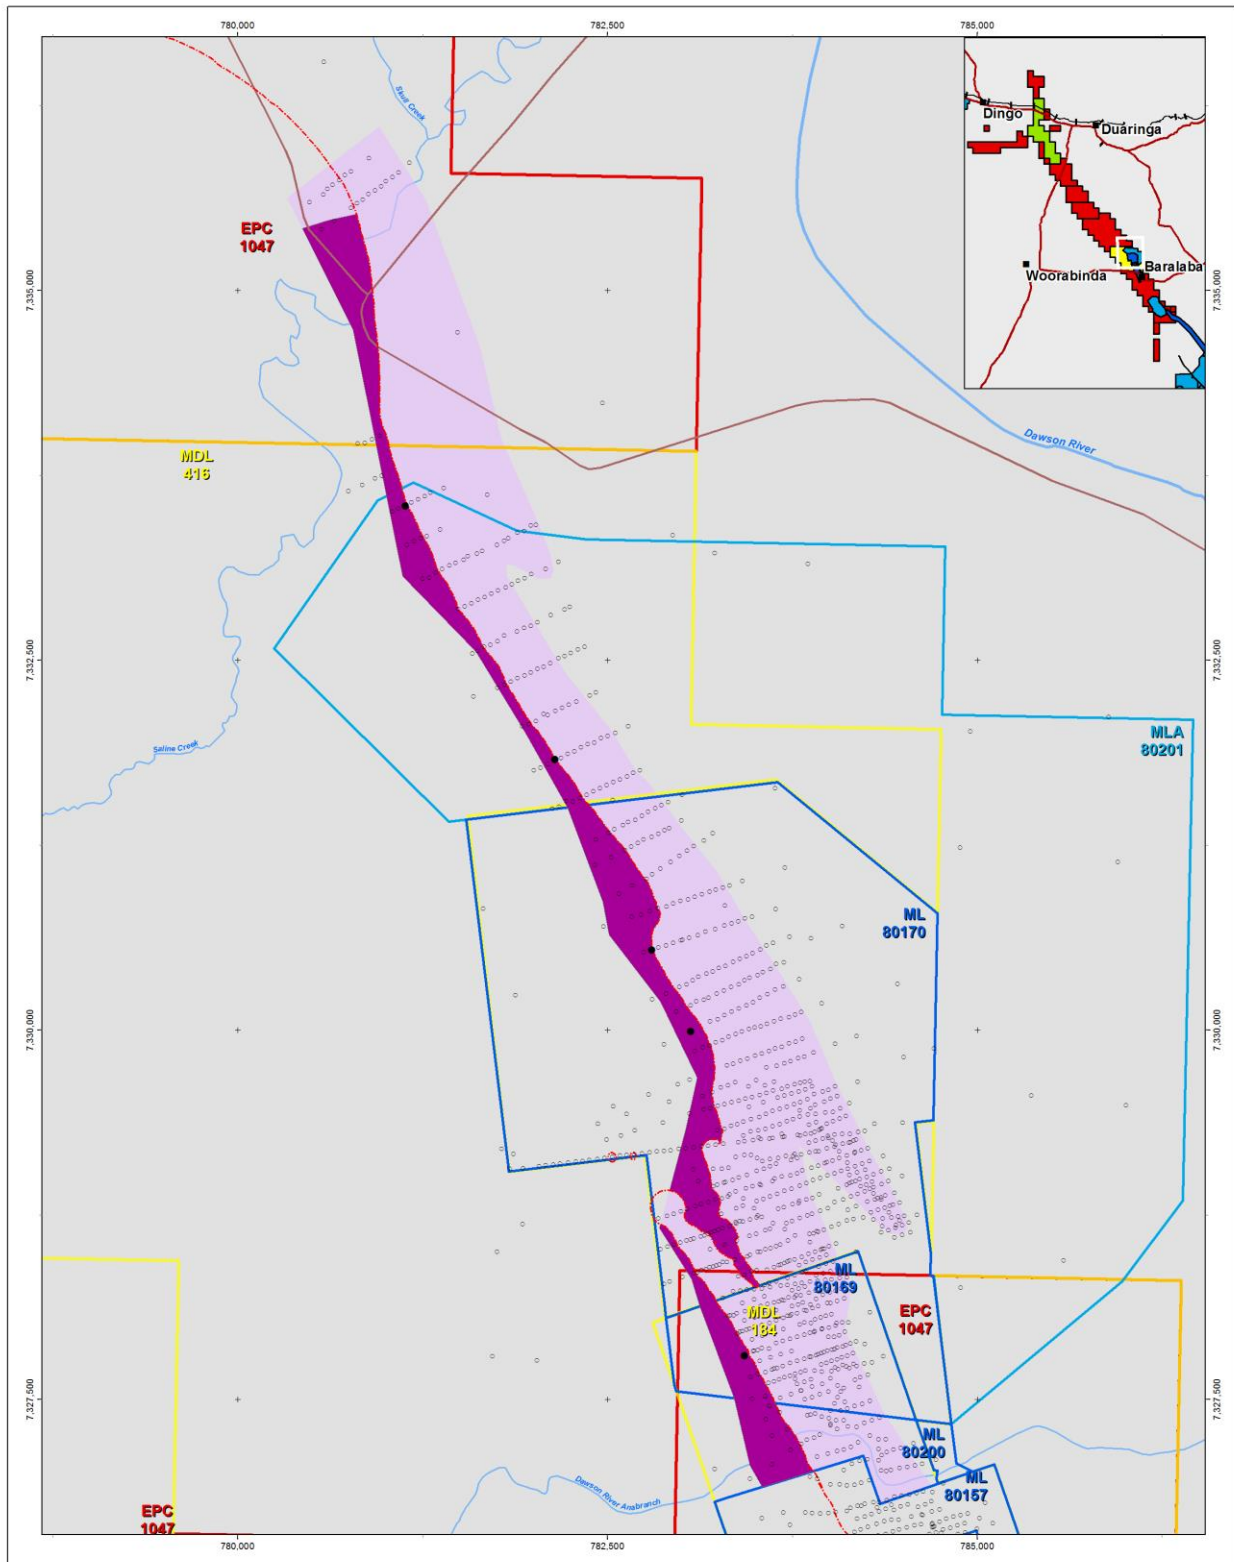 780,000
782,500
785,000
Dingo
Duaringa
Woorabinda
Baralaba
Skull Creek
EPC
1047
7,335,000
7,335,000
Dawson River
MDL
416
7,332,500
7,332,500
Saline Creek
MLA
80201
ML
80170
7,330,000
7,330,000
ML
80169
MDL
184
EPC
1047
7,327,500
7,327,500
ML
80200
ML
80157
Dawson River Anabranch
EPC
1047
780,000
782,500
785,000